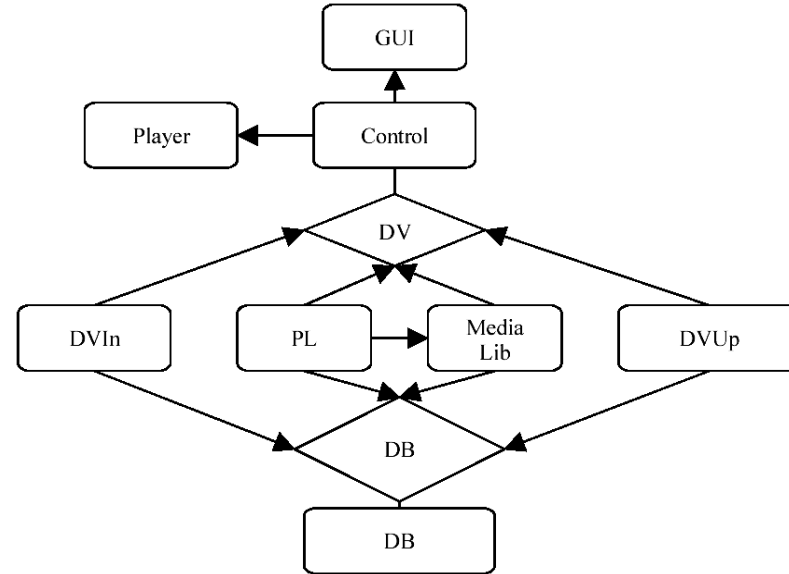 GUI
Player
Control
DV
DVIn
PL
Media
Lib
DVUp
DB
DB